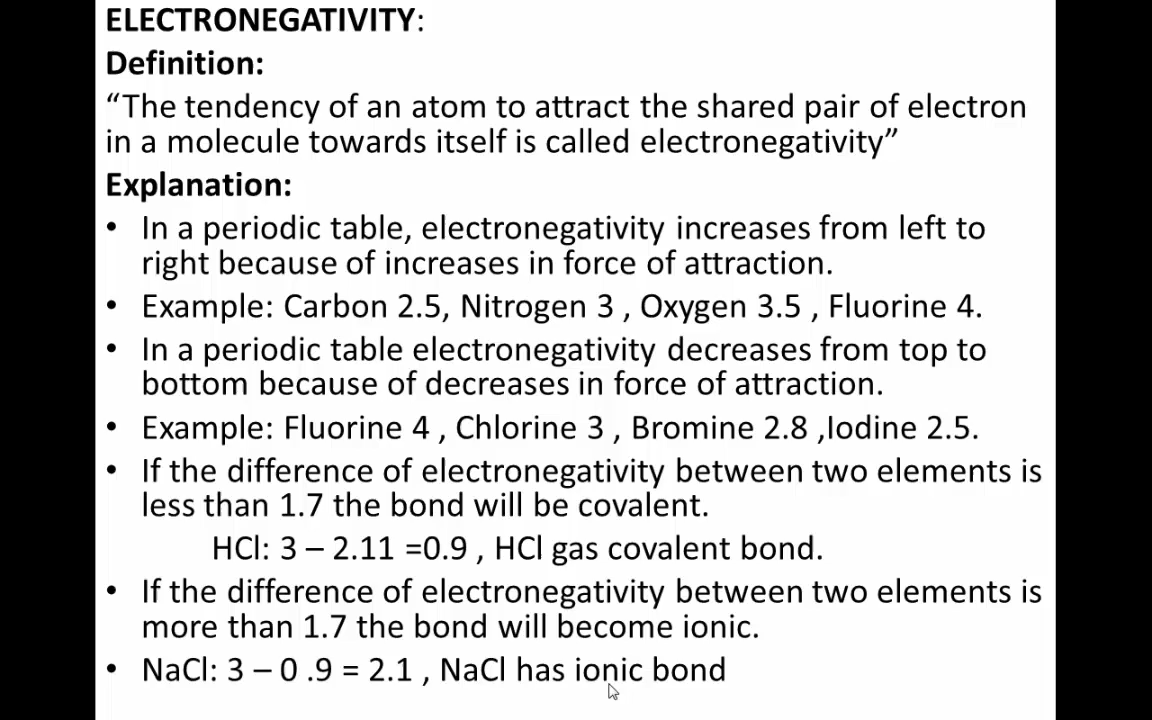 ELECTRONEGATIVITY:
Definition:
“The tendency of an atom to attract the shared pair of electron
in a molecule towards itself is called electronegativity”
Explanation:
• In a periodic table, electronegativity increases from left to
right because of increases in force of attraction.
• Example: Carbon 2.5, Nitrogen 3 , Oxygen 3.5 , Fluorine 4.
• In a periodic table electronegativity decreases from top to
bottom because of decreases in force of attraction.
• Example: Fluorine 4 , Chlorine 3 , Bromine 2.8 ,Iodine 2.5.
• If the difference of electronegativity between two elements is
less than 1.7 the bond will be covalent.
HCl: 3 – 2.11 =0.9 , HCl gas covalent bond.
• If the difference of electronegativity between two elements is
more than 1.7 the bond will become ionic.
• NaCl: 3 – 0 .9 = 2.1 , NaCl has ionic bond